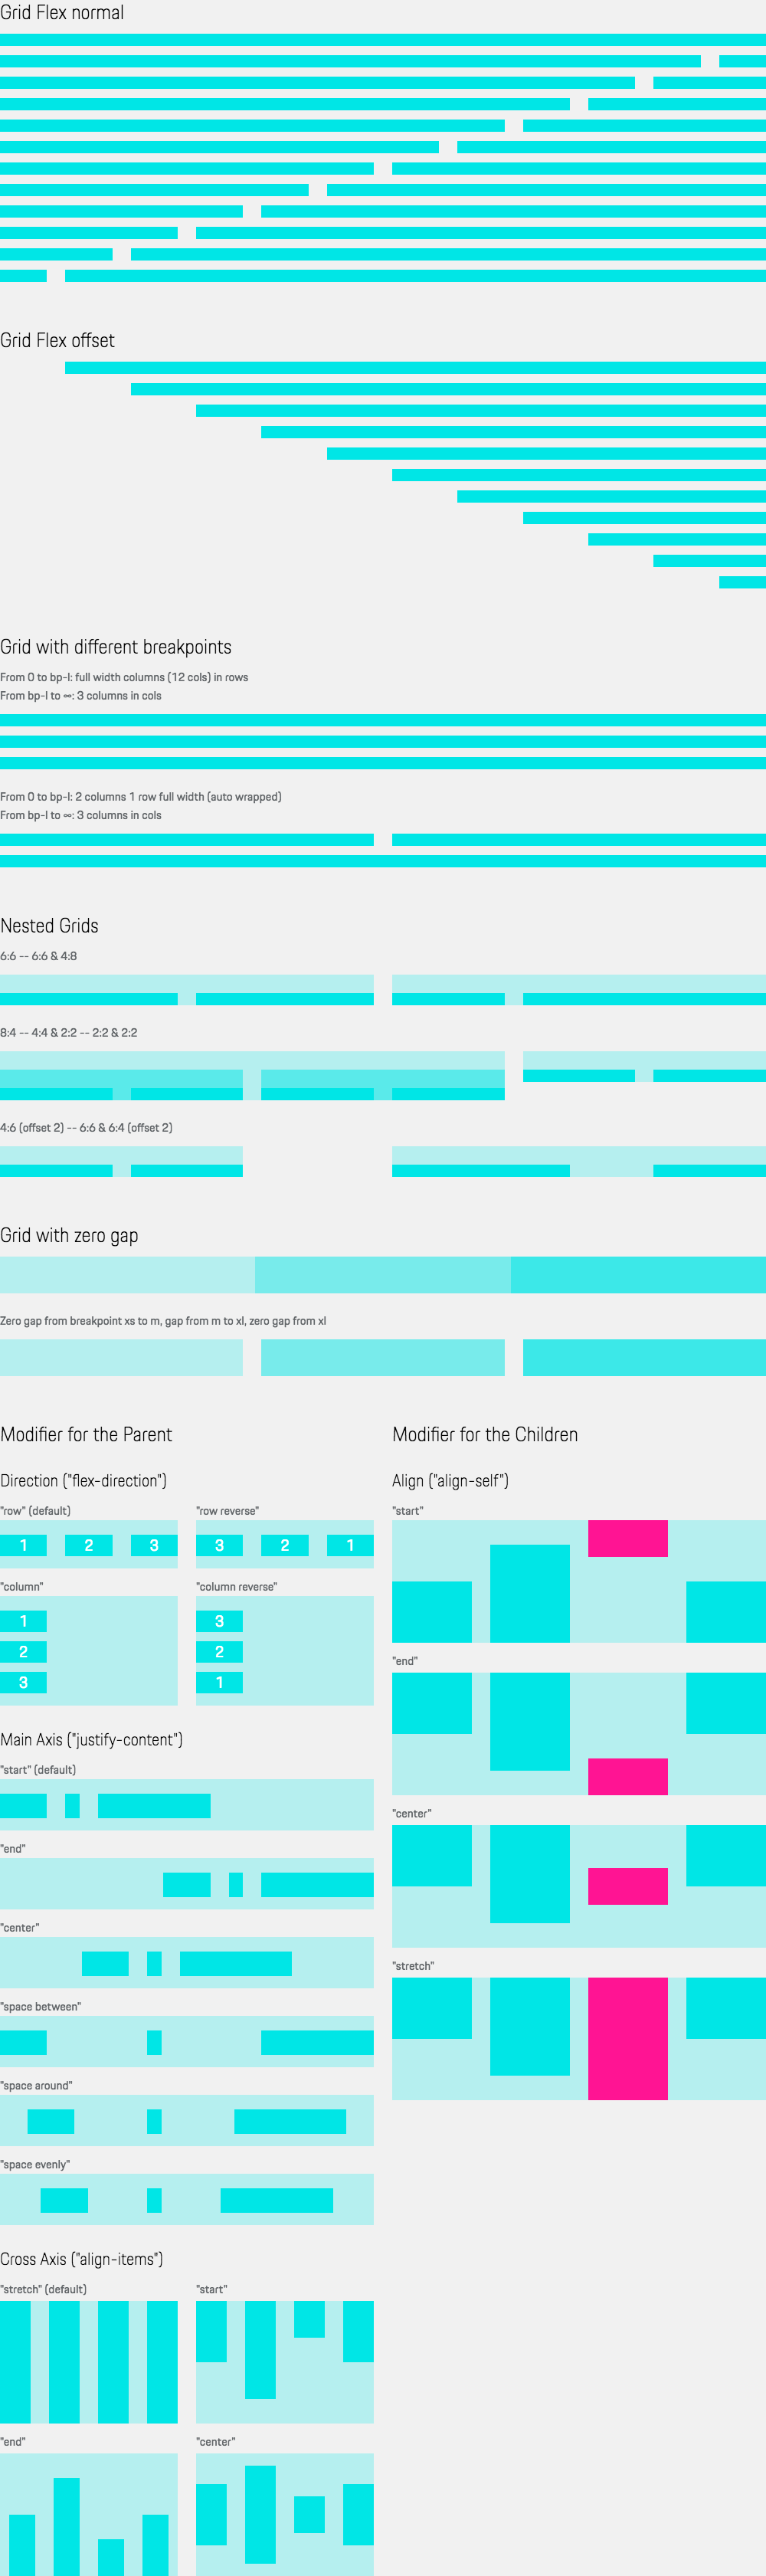 Grid Flex normal
Grid Flex offset
Grid with different breakpoints
From 0 to bp-l: full width columns (12 cols) in rows
From bp-l to ∞: 3 columns in cols
From 0 to bp-l: 2 columns 1 row full width (auto wrapped)
From bp-l to ∞: 3 columns in cols
Nested Grids
6:6 -- 6:6 & 4:8
8:4 -- 4:4 & 2:2 -- 2:2 & 2:2
4:6 (offset 2) -- 6:6 & 6:4 (offset 2)
Grid with zero gap
Zero gap from breakpoint xs to m, gap from m to xl, zero gap from xl
Modifier for the Parent
Direction ("flex-direction")
"row" (default)
1 2 3
"row reverse"
3 2 1
"column"
1
2
3
"column reverse"
3
2
1
Main Axis ("justify-content")
"start" (default)
"end"
"center"
"space between"
"space around"
"space evenly"
Cross Axis ("align-items")
"stretch" (default)
"start"
"end"
"center"
Modifier for the Children
Align ("align-self")
"start"
"end"
"center"
"stretch"